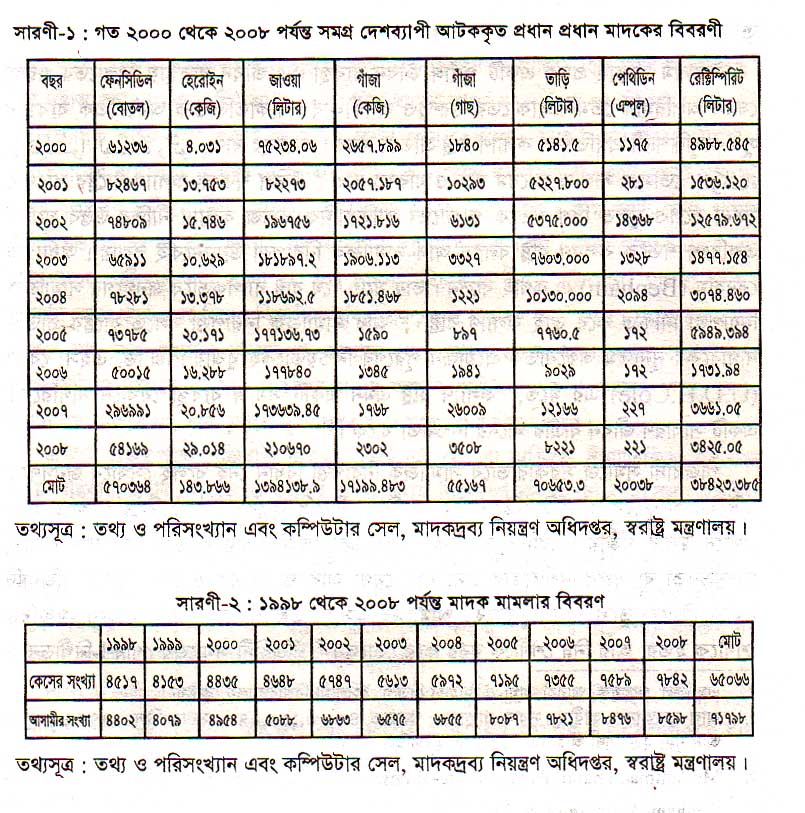 সারণী-১ : গত ২০০০ থেকে ২০০৮ পর্যন্ত সমগ্র দেশব্যাপী আটককৃত প্রধান প্রধান মাদকের বিবরণী
বছর ফেনসিডিল (বোতল) হেরোইন (কেজি) জাওয়া (লিটার) গাঁজা (কেজি) গাঁজা (গাছ) তাড়ি (লিটার) পেথিডিন (এম্পুল) রেক্টিস্পিরিট (লিটার)
২০০০ ৬১২৩৬ ৪.০৩১ ৭৫২৩৪.০৬ ২৬৫৭.৮৯৯ ১৮৪০ ৫১৪১.৫ ১১৭৫ ৪৯৮৮.৫৪৫
২০০১ ৮২৪৬৭ ১৩.৭৫৩ ৮২২৭৩ ২০৫৭.১৮৭ ১০২৯৩ ৫২২৭.৮০০ ২৮১ ১৫৩৬.১২০
২০০২ ৭৪৮০৯ ১৫.৭৪৬ ১৯৬৭৫৬ ১৭২১.৮১৬ ৬১৩১ ৫৩৭৫.০০০ ১৪৩৬৮ ১২৫৭৯.৬৭২
২০০৩ ৬৫৯১১ ১০.৬২৯ ১৮১৮৯৭.২ ১৯০৬.১১৩ ৩৩২৭ ৭৬০৩.০০০ ১৩২৮ ১৪৭৭.১৫৪
২০০৪ ৭৮২৮১ ১৩.৩৭৮ ১১৮৬৯২.৫ ১৮৫১.৪৬৮ ১২২১ ১০১৩০.০০০ ২০৯৪ ৩০৭৪.৪৬০
২০০৫ ৭৩৭৮৫ ২০.১৭১ ১৭৭১৩৬.৭৩ ১৫৯০ ৮৯৭ ৭৭৬০.৫ ১৭২ ৫৯৪৯.৩৯৪
২০০৬ ৫০০১৫ ১৬.২৮৮ ১৭৭৮৪০ ১৩৪৫ ১৯৪১ ৯০২৯ ১৭২ ১৭৩১.৯৪
২০০৭ ২৯৬৯৯১ ২০.৮৫৬ ১৭৩৬৩৯.৪৫ ১৭৬৮ ২৬০০৯ ১২১৬৬ ২২৭ ৩৬৬১.০৫
২০০৮ ৫৪১৬৯ ২৯.০১৪ ২১০৬৭০ ২৩০২ ৩৫০৮ ৮২২১ ২২১ ৩৪২৫.০৫
মোট ৫৭০৩৬৪ ১৪৩.৮৬৬ ১৩৯৪১৩৮.৯ ১৭১৯৯.৪৮৩ ৫৫১৬৭ ৭০৬৫৩.৩ ২০০৩৮ ৩৮৪২৩.৩৮৫
তথ্যসূত্র : তথ্য ও পরিসংখ্যান এবং কম্পিউটার সেল, মাদকদ্রব্য নিয়ন্ত্রণ অধিদপ্তর, স্বরাষ্ট্র মন্ত্রণালয়।
সারণী-২ : ১৯৯৮ থেকে ২০০৮ পর্যন্ত মাদক মামলার বিবরণ
১৯৯৮ ১৯৯৯ ২০০০ ২০০১ ২০০২ ২০০৩ ২০০৪ ২০০৫ ২০০৬ ২০০৭ ২০০৮ মোট
কেসের সংখ্যা ৪৫১৭ ৪১৫৩ ৪৪৩৫ ৪৬৪৮ ৫৭৪৭ ৫৬১৩ ৫৯৭২ ৭১৯৫ ৭৩৫৫ ৭৫৮৯ ৭৮৪২ ৬৫০৬৬
আসামীর সংখ্যা ৪৪০২ ৪০৭৯ ৪৯৫৪ ৫০৮৮ ৬৮৬৩ ৬৫৭৫ ৬৮৫৫ ৮০৮৭ ৭৮২১ ৮৪৭৬ ৮৫৯৮ ৭১৭৯৮
তথ্যসূত্র : তথ্য ও পরিসংখ্যান এবং কম্পিউটার সেল, মাদকদ্রব্য নিয়ন্ত্রণ অধিদপ্তর, স্বরাষ্ট্র মন্ত্রণালয়।